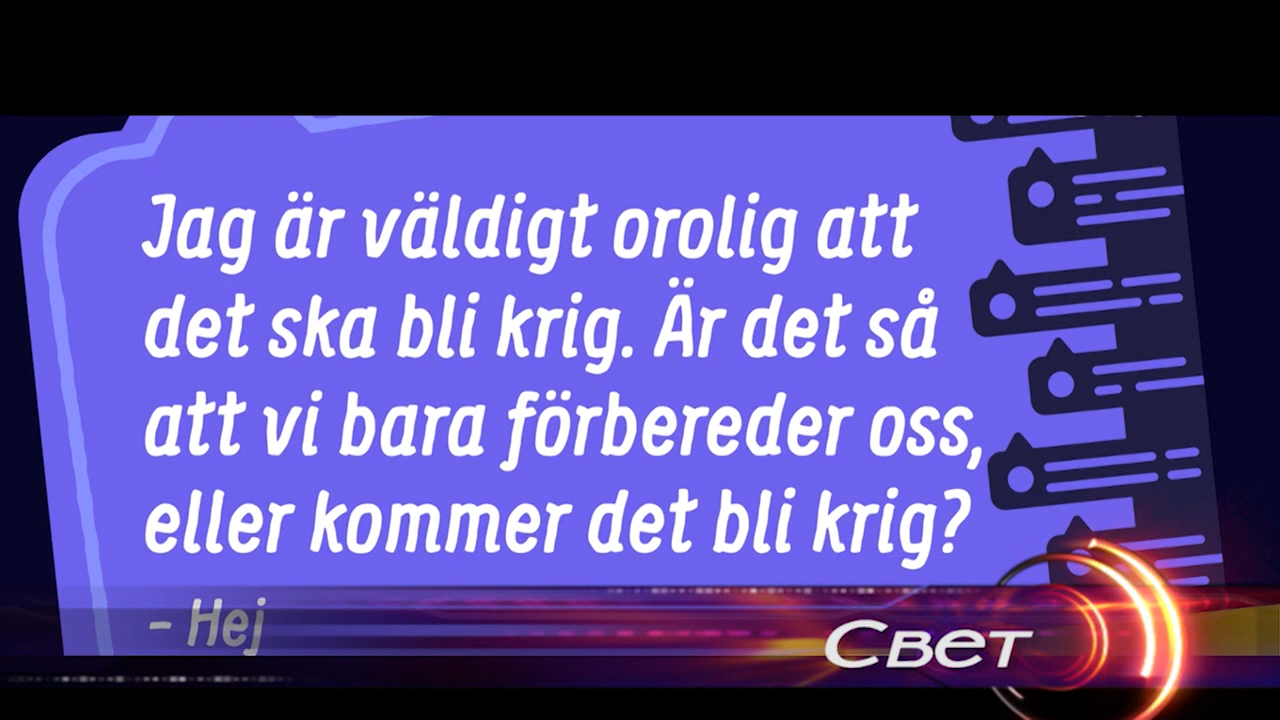 Jag är väldigt orolig att
det ska bli krig. Är det så
att vi bara förbereder oss,
eller kommer det bli krig?
- Hej
Свет